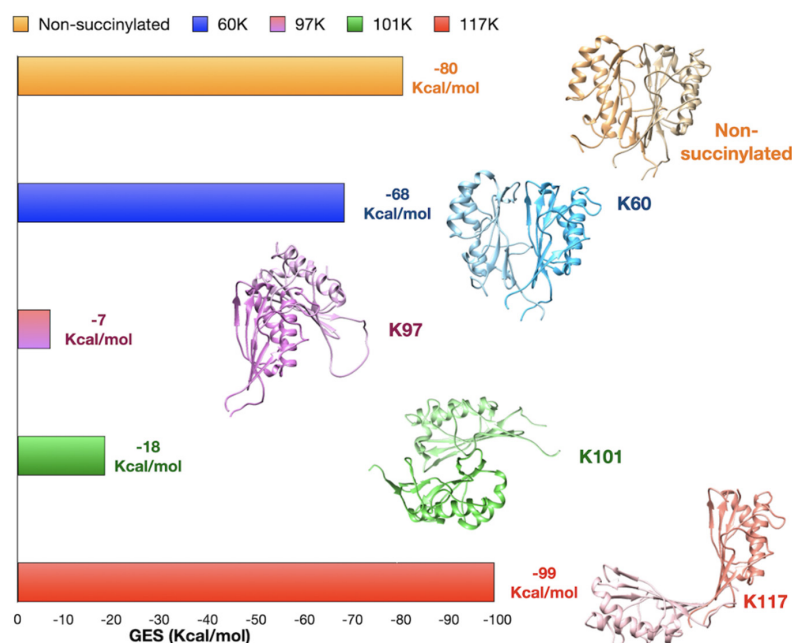 Non-succinylated 60K 97K 101K 117K
-80
Kcal/mol
Non-
succinylated
-68
Kcal/mol
K60
-7
Kcal/mol
K97
-18
Kcal/mol
K101
-99
Kcal/mol
K117
0 -10 -20 -30 -40 -50 -60 -70 -80 -90 -100
GES (Kcal/mol)